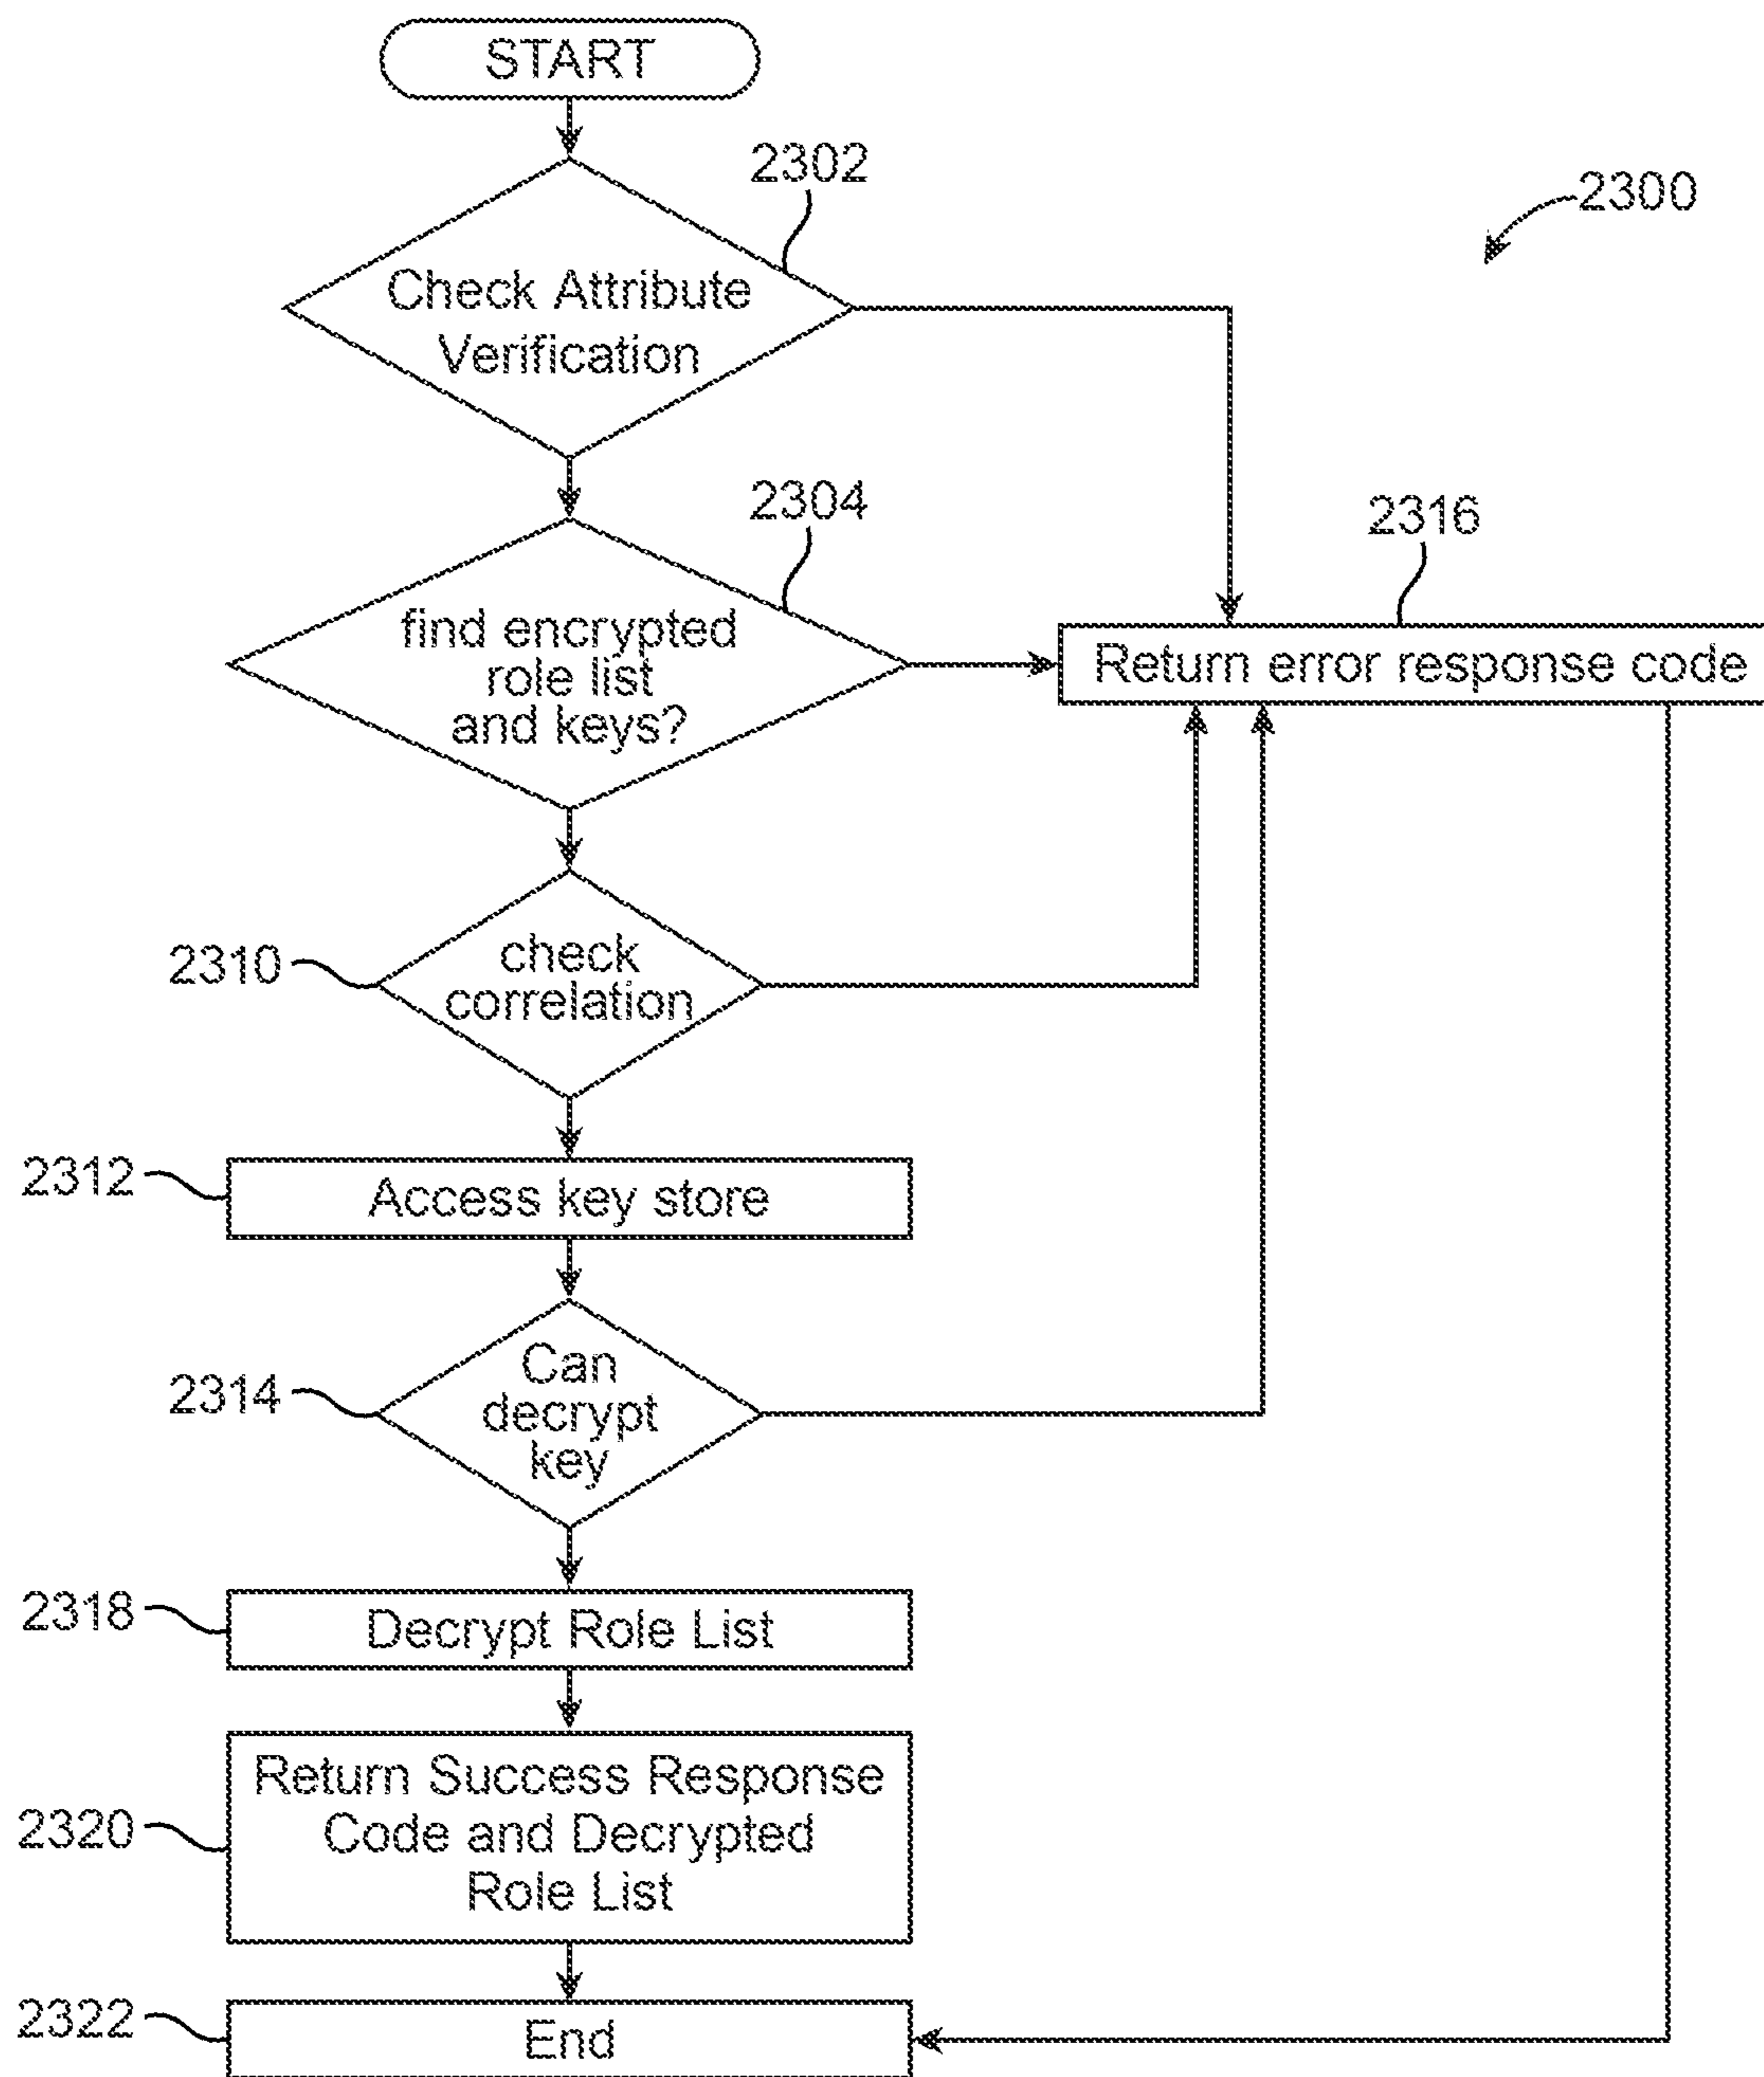 START
2302
2300
Check Attribute
Verification
2304
2316
find encrypted
role list
and keys?
Return error response code
2310
check
correlation
2312
Access key store
2314
Can
decrypt
key
2318
Decrypt Role List
2320
Return Success Response
Code and Decrypted
Role List
2322
End